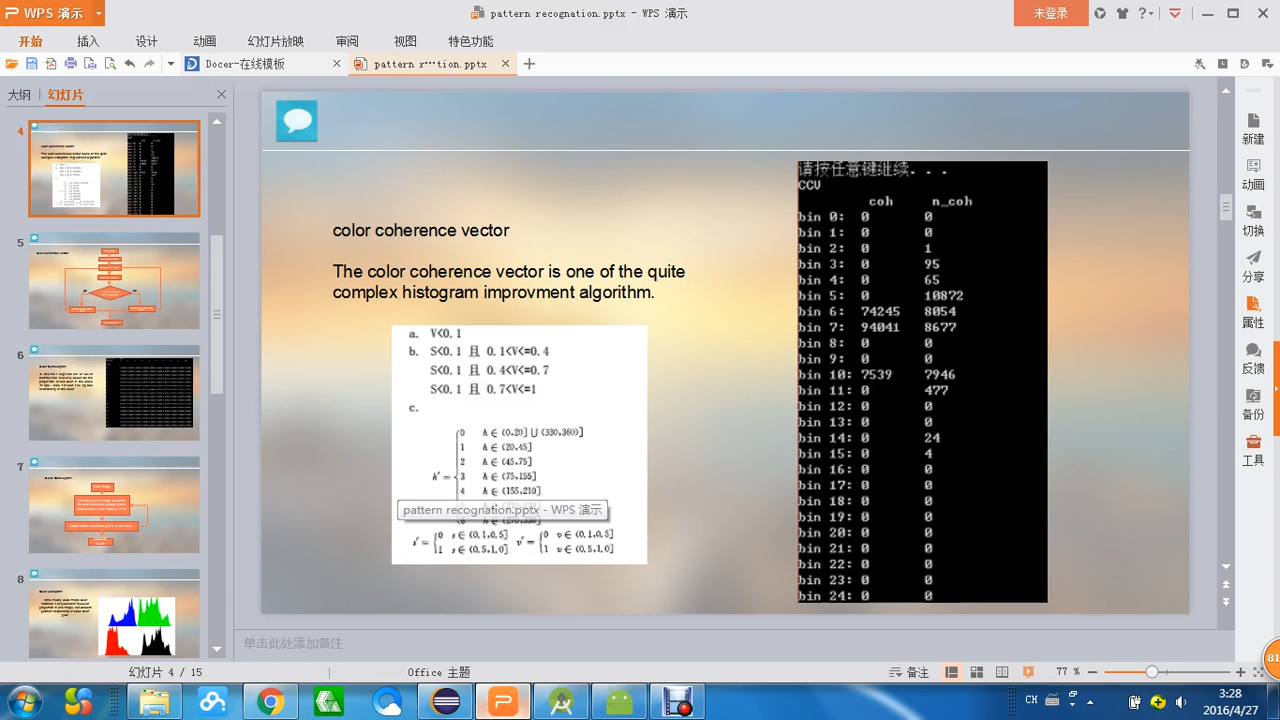 WPS 演示
pattern recognation.pptx - WPS 演示
未登录
开始 插入 设计 动画 幻灯片放映 审阅 视图 特色功能
Docer-在线模板
pattern r···tion.pptx
大纲 幻灯片
4
5
6
7
8
color coherence vector
The color coherence vector is one of the quite
complex histogram improvment algorithm.
a. V<0.1
b. S<0.1 且 0.1<V<=0.4
S<0.1 且 0.4<V<=0.7
S<0.1 且 0.7<V<=1
c.
0 h∈(0,20]⋃(330,360)]
1 h∈(20,45]
2 h∈(45,75]
h'= 3 h∈(75,155]
pattern recognation.pptx - WPS 演示
s'= 0 s∈(0.1,0.5] v'= 0 v∈(0.1,0.5]
1 s∈(0.5,1.0] 1 v∈(0.5,1.0]
请按任意键继续. . .
CCV
coh n_coh
bin 0: 0 0
bin 1: 0 0
bin 2: 0 1
bin 3: 0 95
bin 4: 0 65
bin 5: 0 10872
bin 6: 74245 8054
bin 7: 94041 8677
bin 8: 0 0
bin 9: 0 0
bin 10: 7539 7946
bin 11: 0 477
bin 12: 0 0
bin 13: 0 0
bin 14: 0 24
bin 15: 0 4
bin 16: 0 0
bin 17: 0 0
bin 18: 0 0
bin 19: 0 0
bin 20: 0 0
bin 21: 0 0
bin 22: 0 0
bin 23: 0 0
bin 24: 0 0
新建
动画
切换
分享
属性
反馈
备份
工具
81
单击此处添加备注
幻灯片 4 / 15
Office 主题
备注
77 %
CH
3:28
2016/4/27